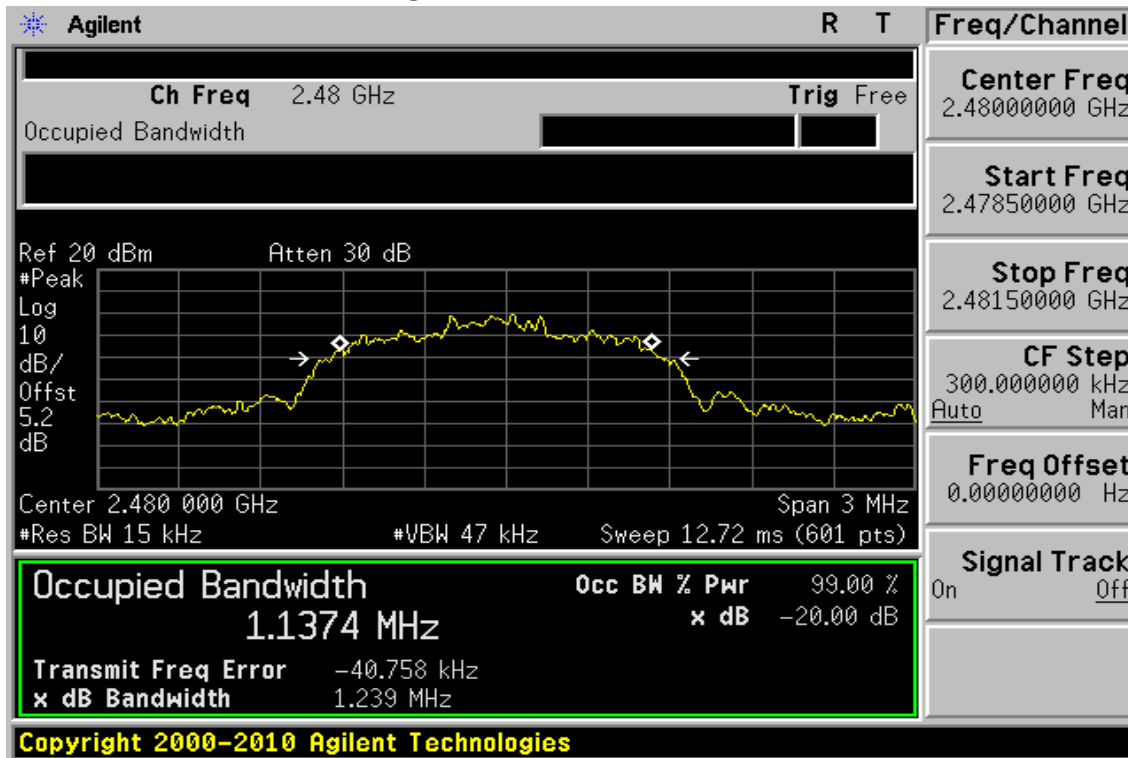 Agilent R T
Ch Freq 2.48 GHz Trig Free
Occupied Bandwidth
Ref 20 dBm Atten 30 dB
#Peak
Log
10
dB/
Offst
5.2
dB
Center 2.480 000 GHz Span 3 MHz
#Res BW 15 kHz #VBW 47 kHz Sweep 12.72 ms (601 pts)
Occupied Bandwidth Occ BW % Pwr 99.00 %
1.1374 MHz x dB -20.00 dB
Transmit Freq Error -40.758 kHz
x dB Bandwidth 1.239 MHz
Copyright 2000-2010 Agilent Technologies
Freq/Channel
Center Freq
2.48000000 GHz
Start Freq
2.47850000 GHz
Stop Freq
2.48150000 GHz
CF Step
300.000000 kHz
Auto Man
Freq Offset
0.00000000 Hz
Signal Track
On Off